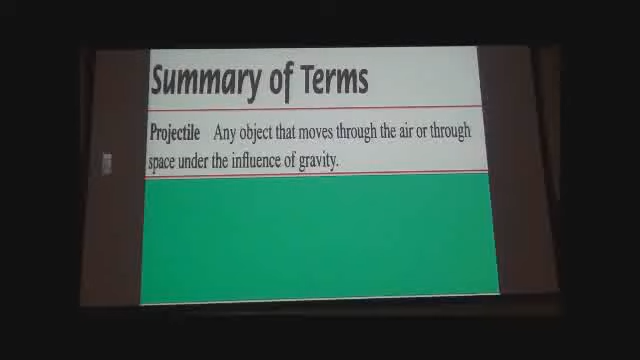 Summary of Terms
Projectile Any object that moves through the air or through
space under the influence of gravity.